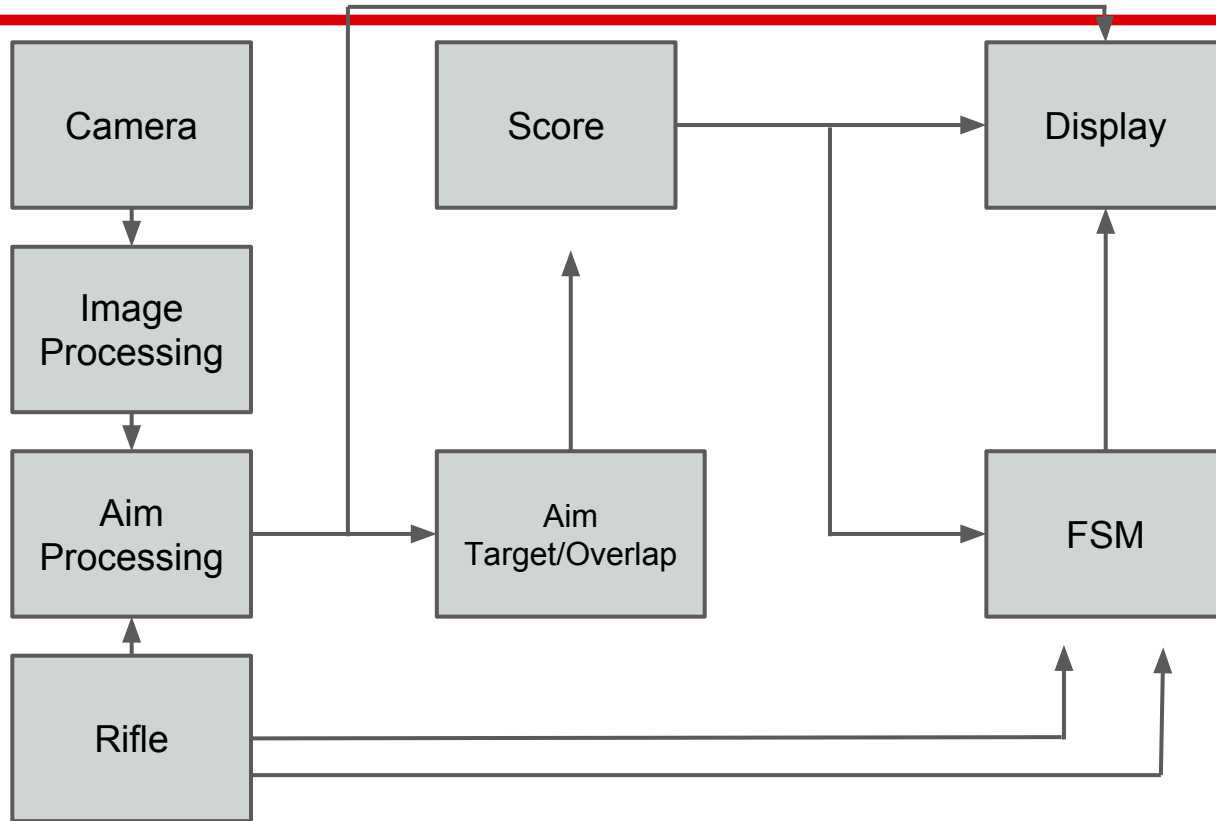 Camera
Score
Display
Image
Processing
Aim
Processing
Aim
Target/Overlap
FSM
Rifle